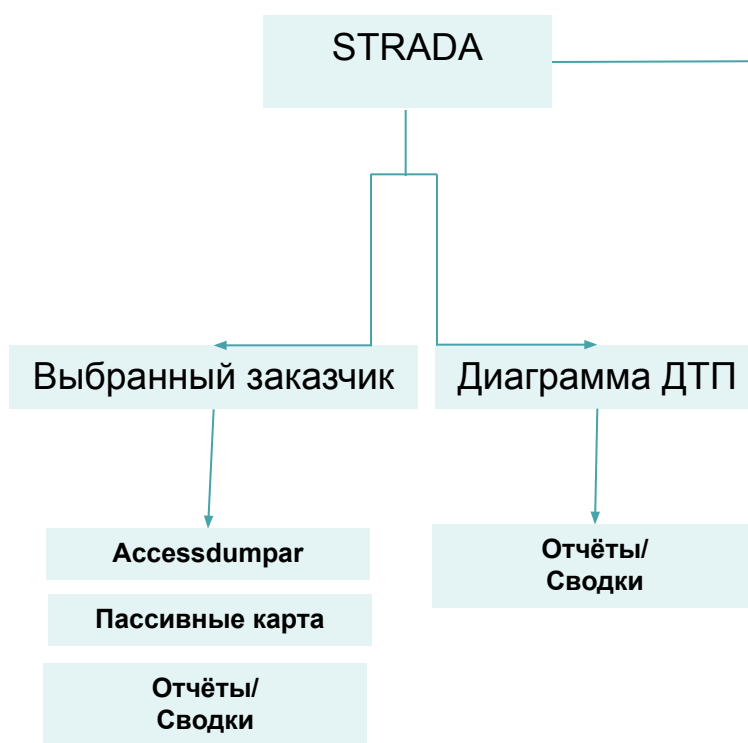 STRADA
Выбранный заказчик
Диаграмма ДТП
Accessdumpar
Пассивные карта
Отчёты/
Сводки
Отчёты/
Сводки